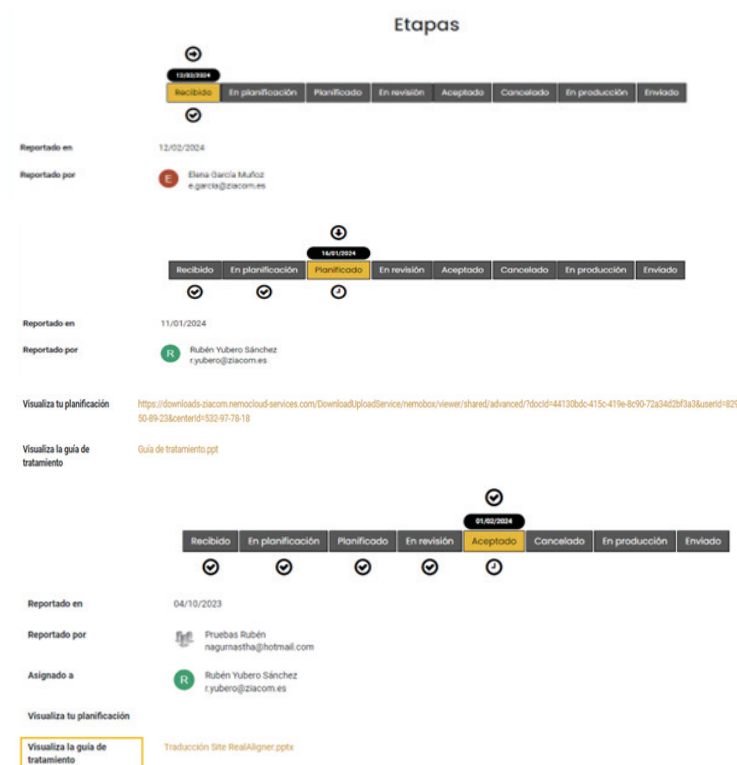 Etapas
12/02/2024
Recibido En planificación Planificado En revisión Aceptado Cancelado En producción Enviado
Reportado en 12/02/2024
Reportado por E Elena García Muñoz
e.garcia@ziacom.es
16/01/2024
Recibido En planificación Planificado En revisión Aceptado Cancelado En producción Enviado
Reportado en 11/01/2024
Reportado por R Rubén Yubero Sánchez
r.yubero@ziacom.es
Visualiza tu planificación https://downloads-ziacom.nemocloud-services.com/DownloadUploadService/nemobox/viewer/shared/advanced/?docId=44130bdc-415c-419e-8c90-72a34d2bf3a3&userId=829
50-89-23&centerId=532-97-78-18
Visualiza la guía de Guía de tratamiento.ppt
tratamiento
01/02/2024
Recibido En planificación Planificado En revisión Aceptado Cancelado En producción Enviado
Reportado en 04/10/2023
Reportado por Pruebas Rubén
nagurnastha@hotmail.com
Asignado a R Rubén Yubero Sánchez
r.yubero@ziacom.es
Visualiza tu planificación
Visualiza la guía de Traducción Site RealAligner.pptx
tratamiento